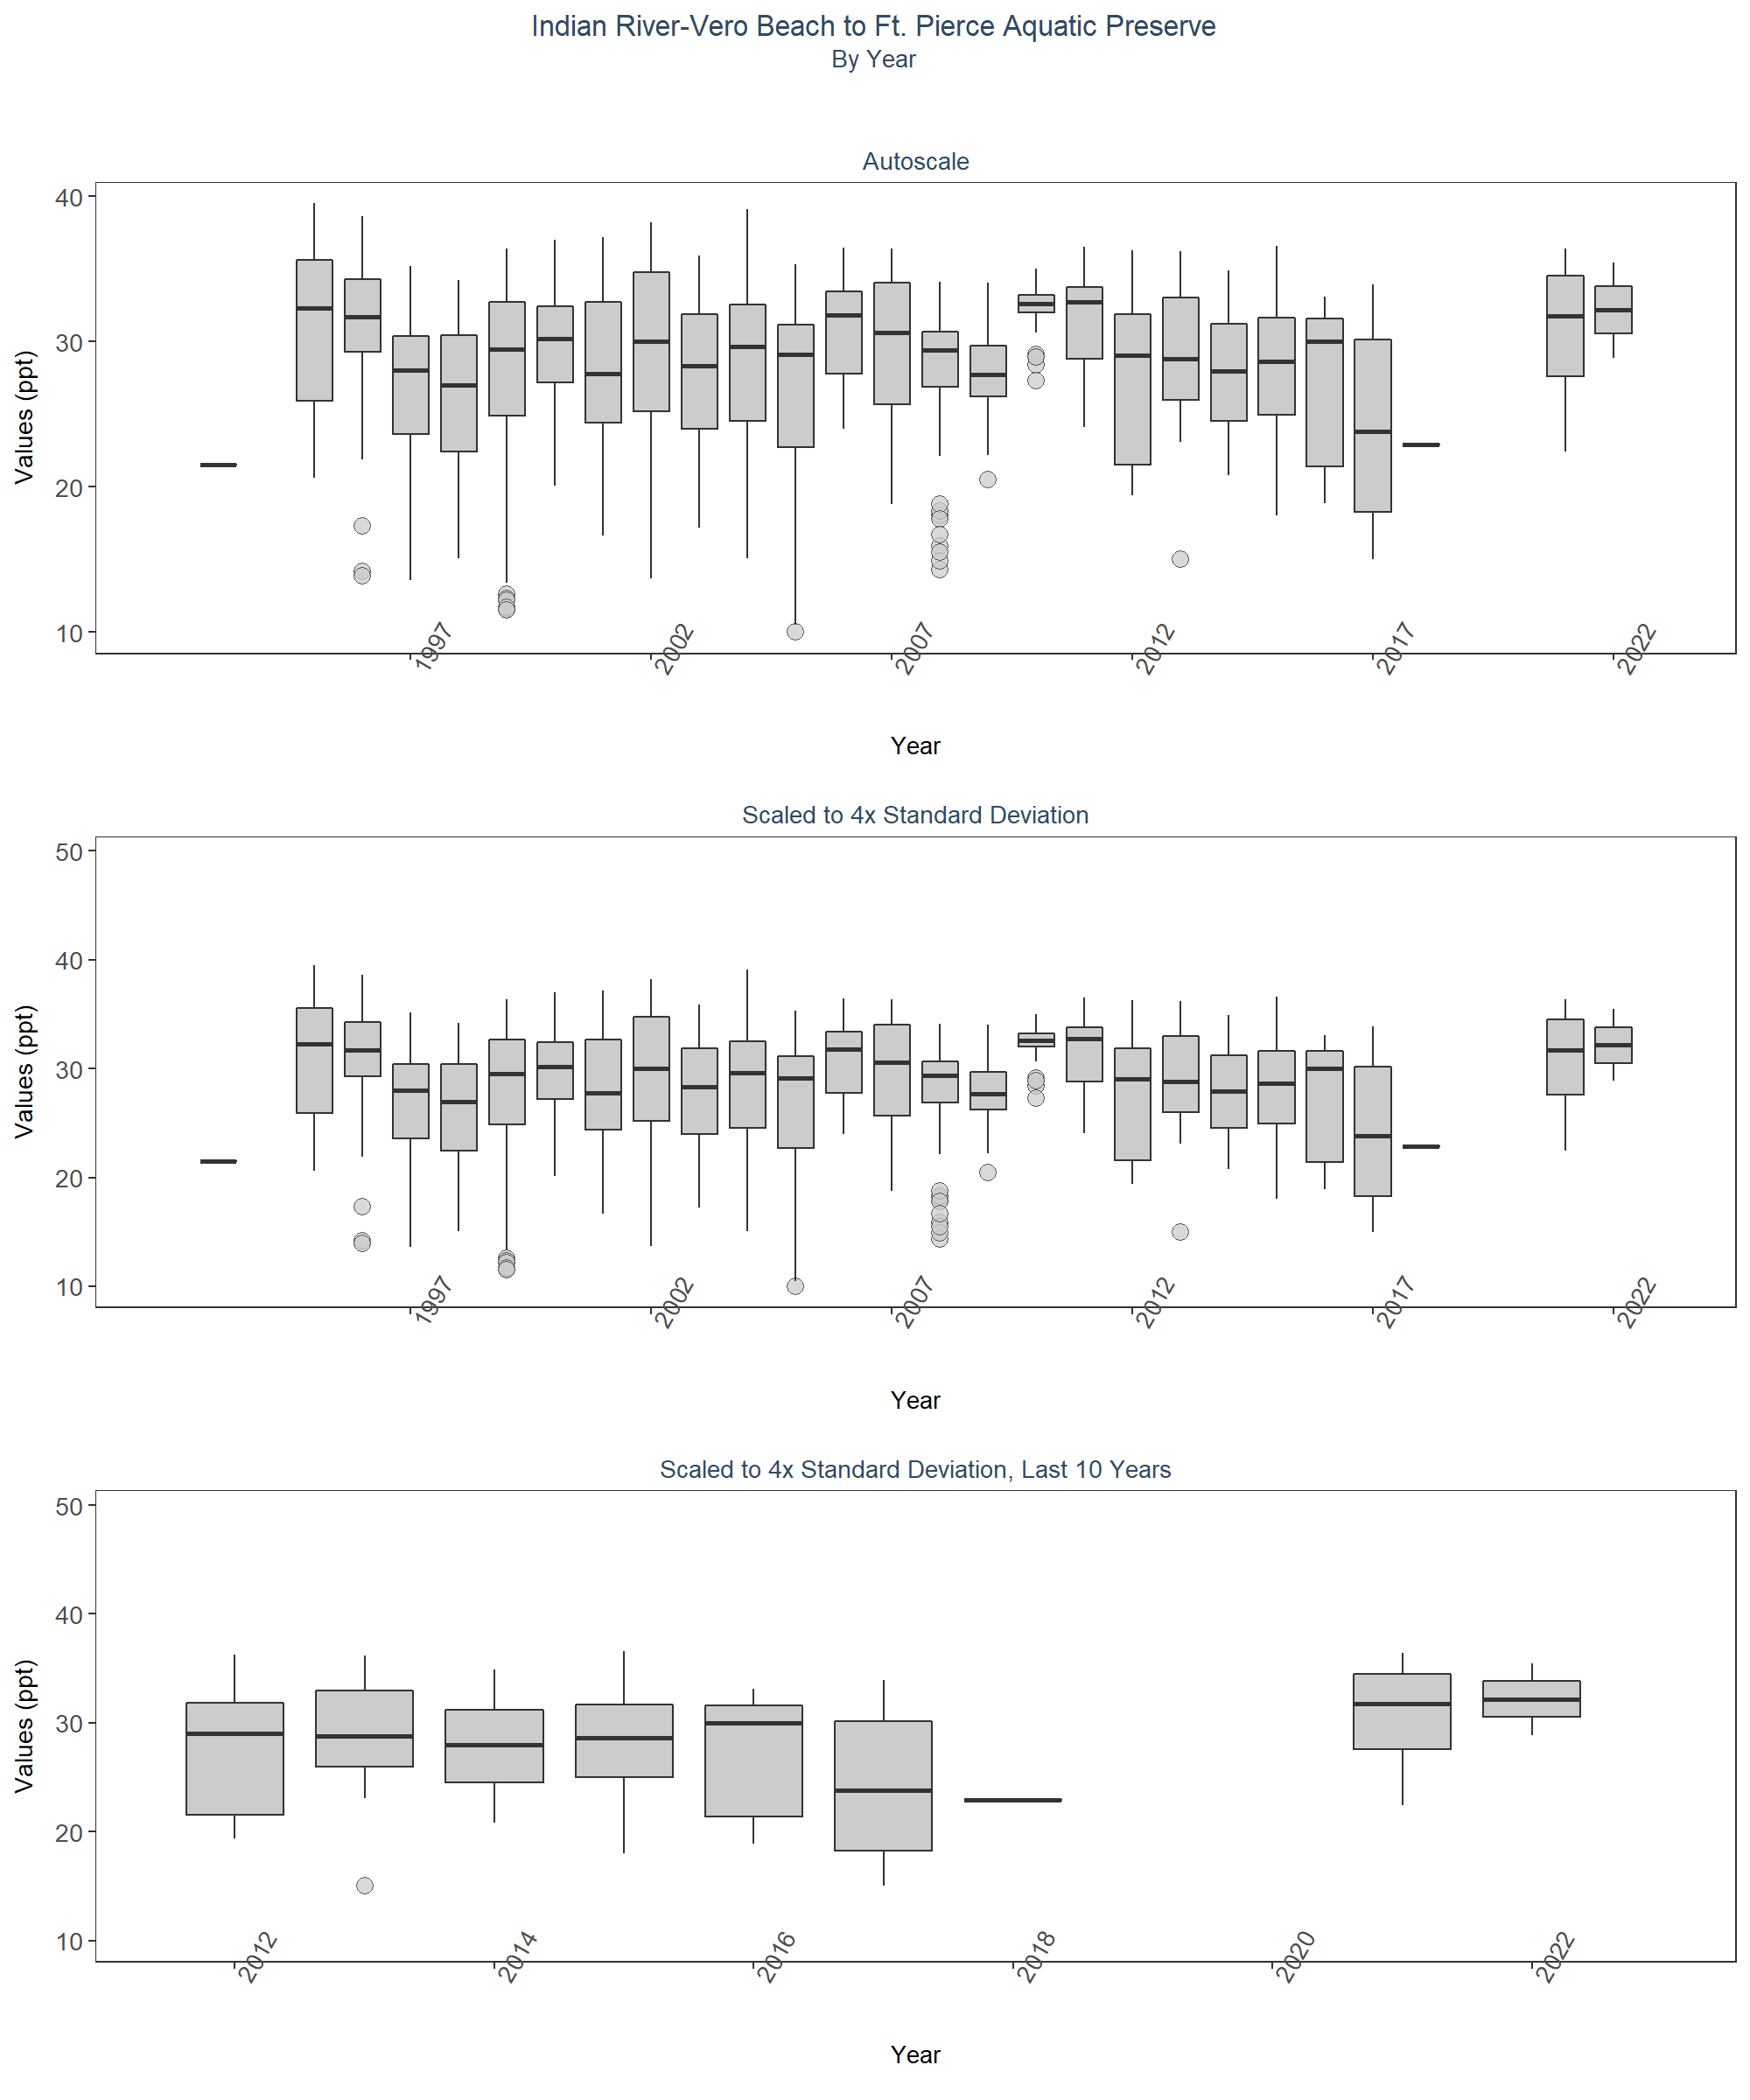 Indian River-Vero Beach to Ft. Pierce Aquatic Preserve
By Year
Autoscale
Values (ppt)
40
30
20
10
1997 2002 2007 2012 2017 2022
Year
Scaled to 4x Standard Deviation
Values (ppt)
50
40
30
20
10
1997 2002 2007 2012 2017 2022
Year
Scaled to 4x Standard Deviation, Last 10 Years
Values (ppt)
50
40
30
20
10
2012 2014 2016 2018 2020 2022
Year